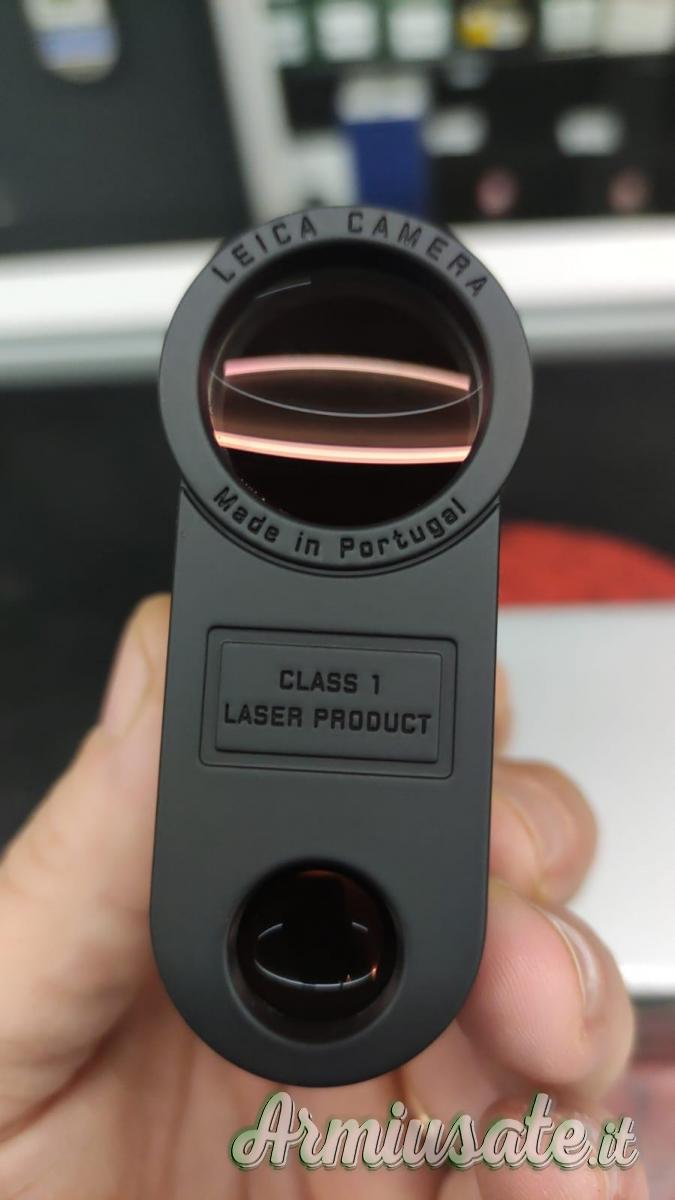 LEICA CAMERA
Made in Portugal
CLASS 1
LASER PRODUCT
Armiusate.it